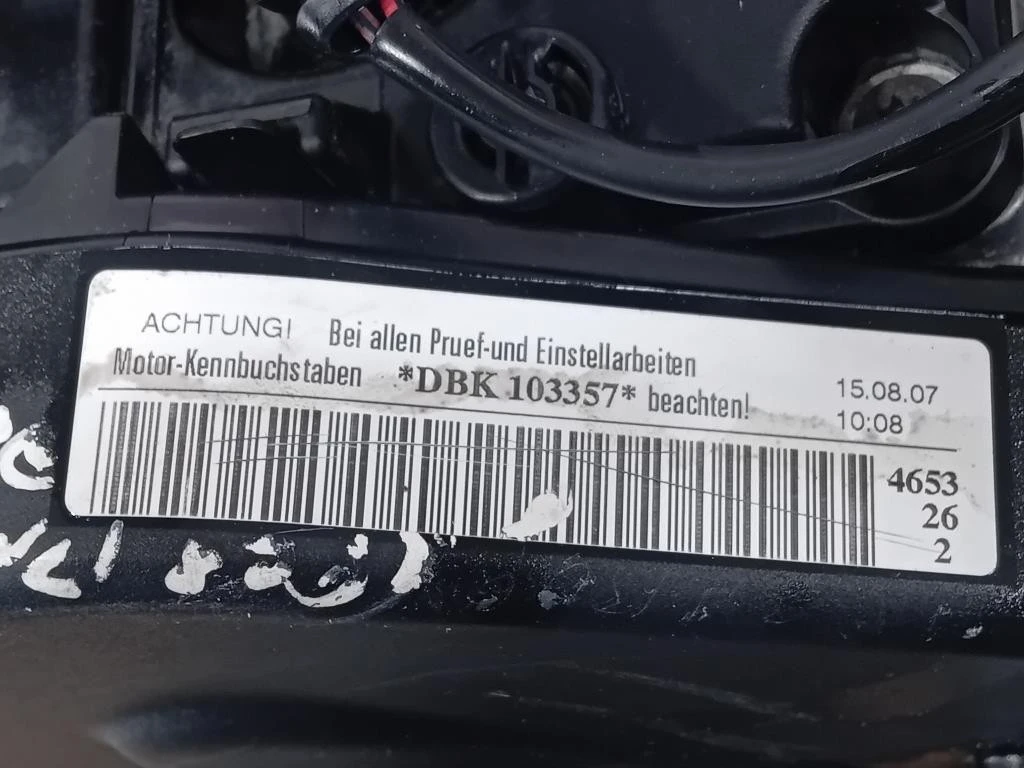 ACHTUNG! Bei allen Pruef-und Einstellarbeiten
Motor-Kennbuchstaben *DBK 103357* beachten!
15.08.07
10:08
4653
26
2